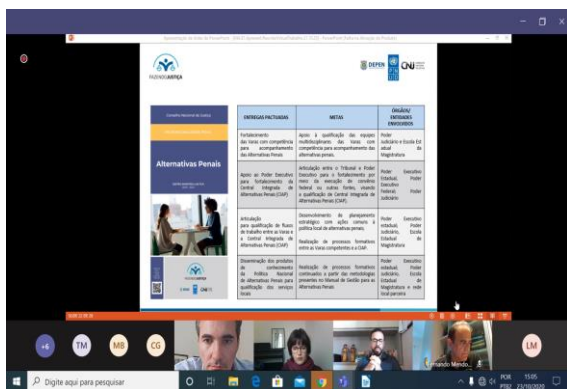 FAZENDO JUSTIÇA
DEPEN
CNJ
Conselho Nacional de Justiça
Alternativas Penais
ENTREGAS PACTUADAS
METAS
ÓRGÃOS/
ENTIDADES
ENVOLVIDOS
Fortalecimento
das Varas com competência
para acompanhamento
das Alternativas Penais
Apoio à qualificação das equipes
multidisciplinares das Varas com
competência para acompanhamento das
alternativas penais.
Poder
Judiciário e Escola Est
adual da
Magistratura
Apoio ao Poder Executivo
para fortalecimento da
Central Integrada de
Alternativas Penais (CIAP)
Articulação entre o Tribunal e Poder
Executivo para o fortalecimento por
meio da execução de convênio
federal ou outras fontes, visando
a qualificação de Central Integrada de
Alternativas Penais (CIAP)
Poder Executivo
Estadual, Poder
Executivo
Federal, Poder
Judiciário
Articulação
para qualificação de fluxos
de trabalho entre as Varas e
a Central Integrada de
Alternativas Penais (CIAP)
Desenvolvimento de planejamento
estratégico com ações comuns à
política local de alternativas penais;
Realização de processos formativos
entre as Varas competentes e a CIAP.
Poder Executivo
estadual, Poder
Judiciário, Escola
Estadual de
Magistratura
Disseminação dos produtos
de conhecimento
da Política Nacional
de Alternativas Penais para
qualificação dos serviços
locais
Realização de processos formativos
continuados a partir das metodologias
presentes no Manual de Gestão para as
Alternativas Penais
Poder Executivo
estadual, Poder
Judiciário, Escola
Estadual de
Magistratura e rede
local parceira
+6
TM
MB
CG
LM
Digite aqui para pesquisar
POR
PTB2
15:05
23/10/2020